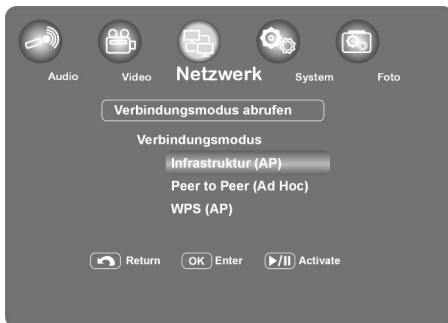 Audio Video Netzwerk System Foto
Verbindungsmodus abrufen
Verbindungsmodus
Infrastruktur (AP)
Peer to Peer (Ad Hoc)
WPS (AP)
Return OK Enter ▶/II Activate